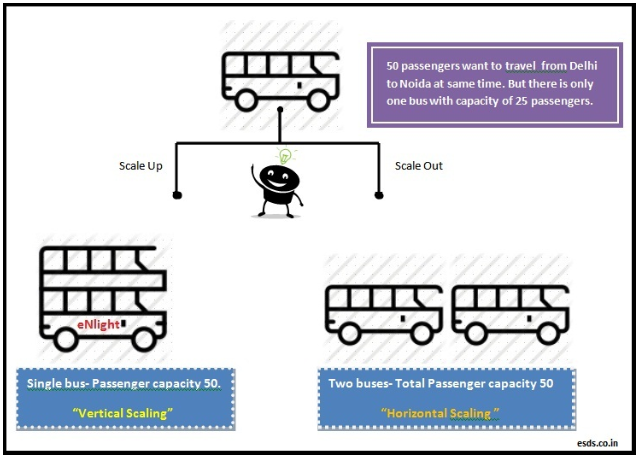 50 passengers want to travel from Delhi
to Noida at same time. But there is only
one bus with capacity of 25 passengers.
Scale Up
Scale Out
eNlight
Single bus- Passenger capacity 50.
“Vertical Scaling”
Two buses- Total Passenger capacity 50
“Horizontal Scaling ”
esds.co.in